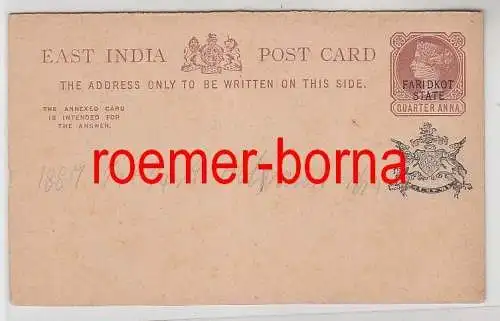 EAST INDIA POST CARD
THE ADDRESS ONLY TO BE WRITTEN ON THIS SIDE.
THE ANNEXED CARD
IS INTENDED FOR
THE ANSWER.
FARIDKOT
STATE
QUARTER ANNA
roemer-borna
1887